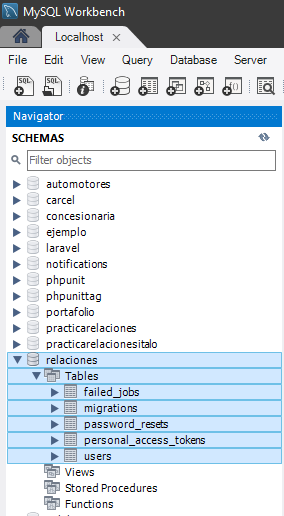 MySQL Workbench
Localhost
File Edit View Query Database Server
SQL SQL
Navigator
SCHEMAS
Filter objects
automotores
carcel
concesionaria
ejemplo
laravel
notifications
phpunit
phpunittag
portafolio
practicarelaciones
practicarelacionesitalo
relaciones
Tables
failed_jobs
migrations
password_resets
personal_access_tokens
users
Views
Stored Procedures
Functions